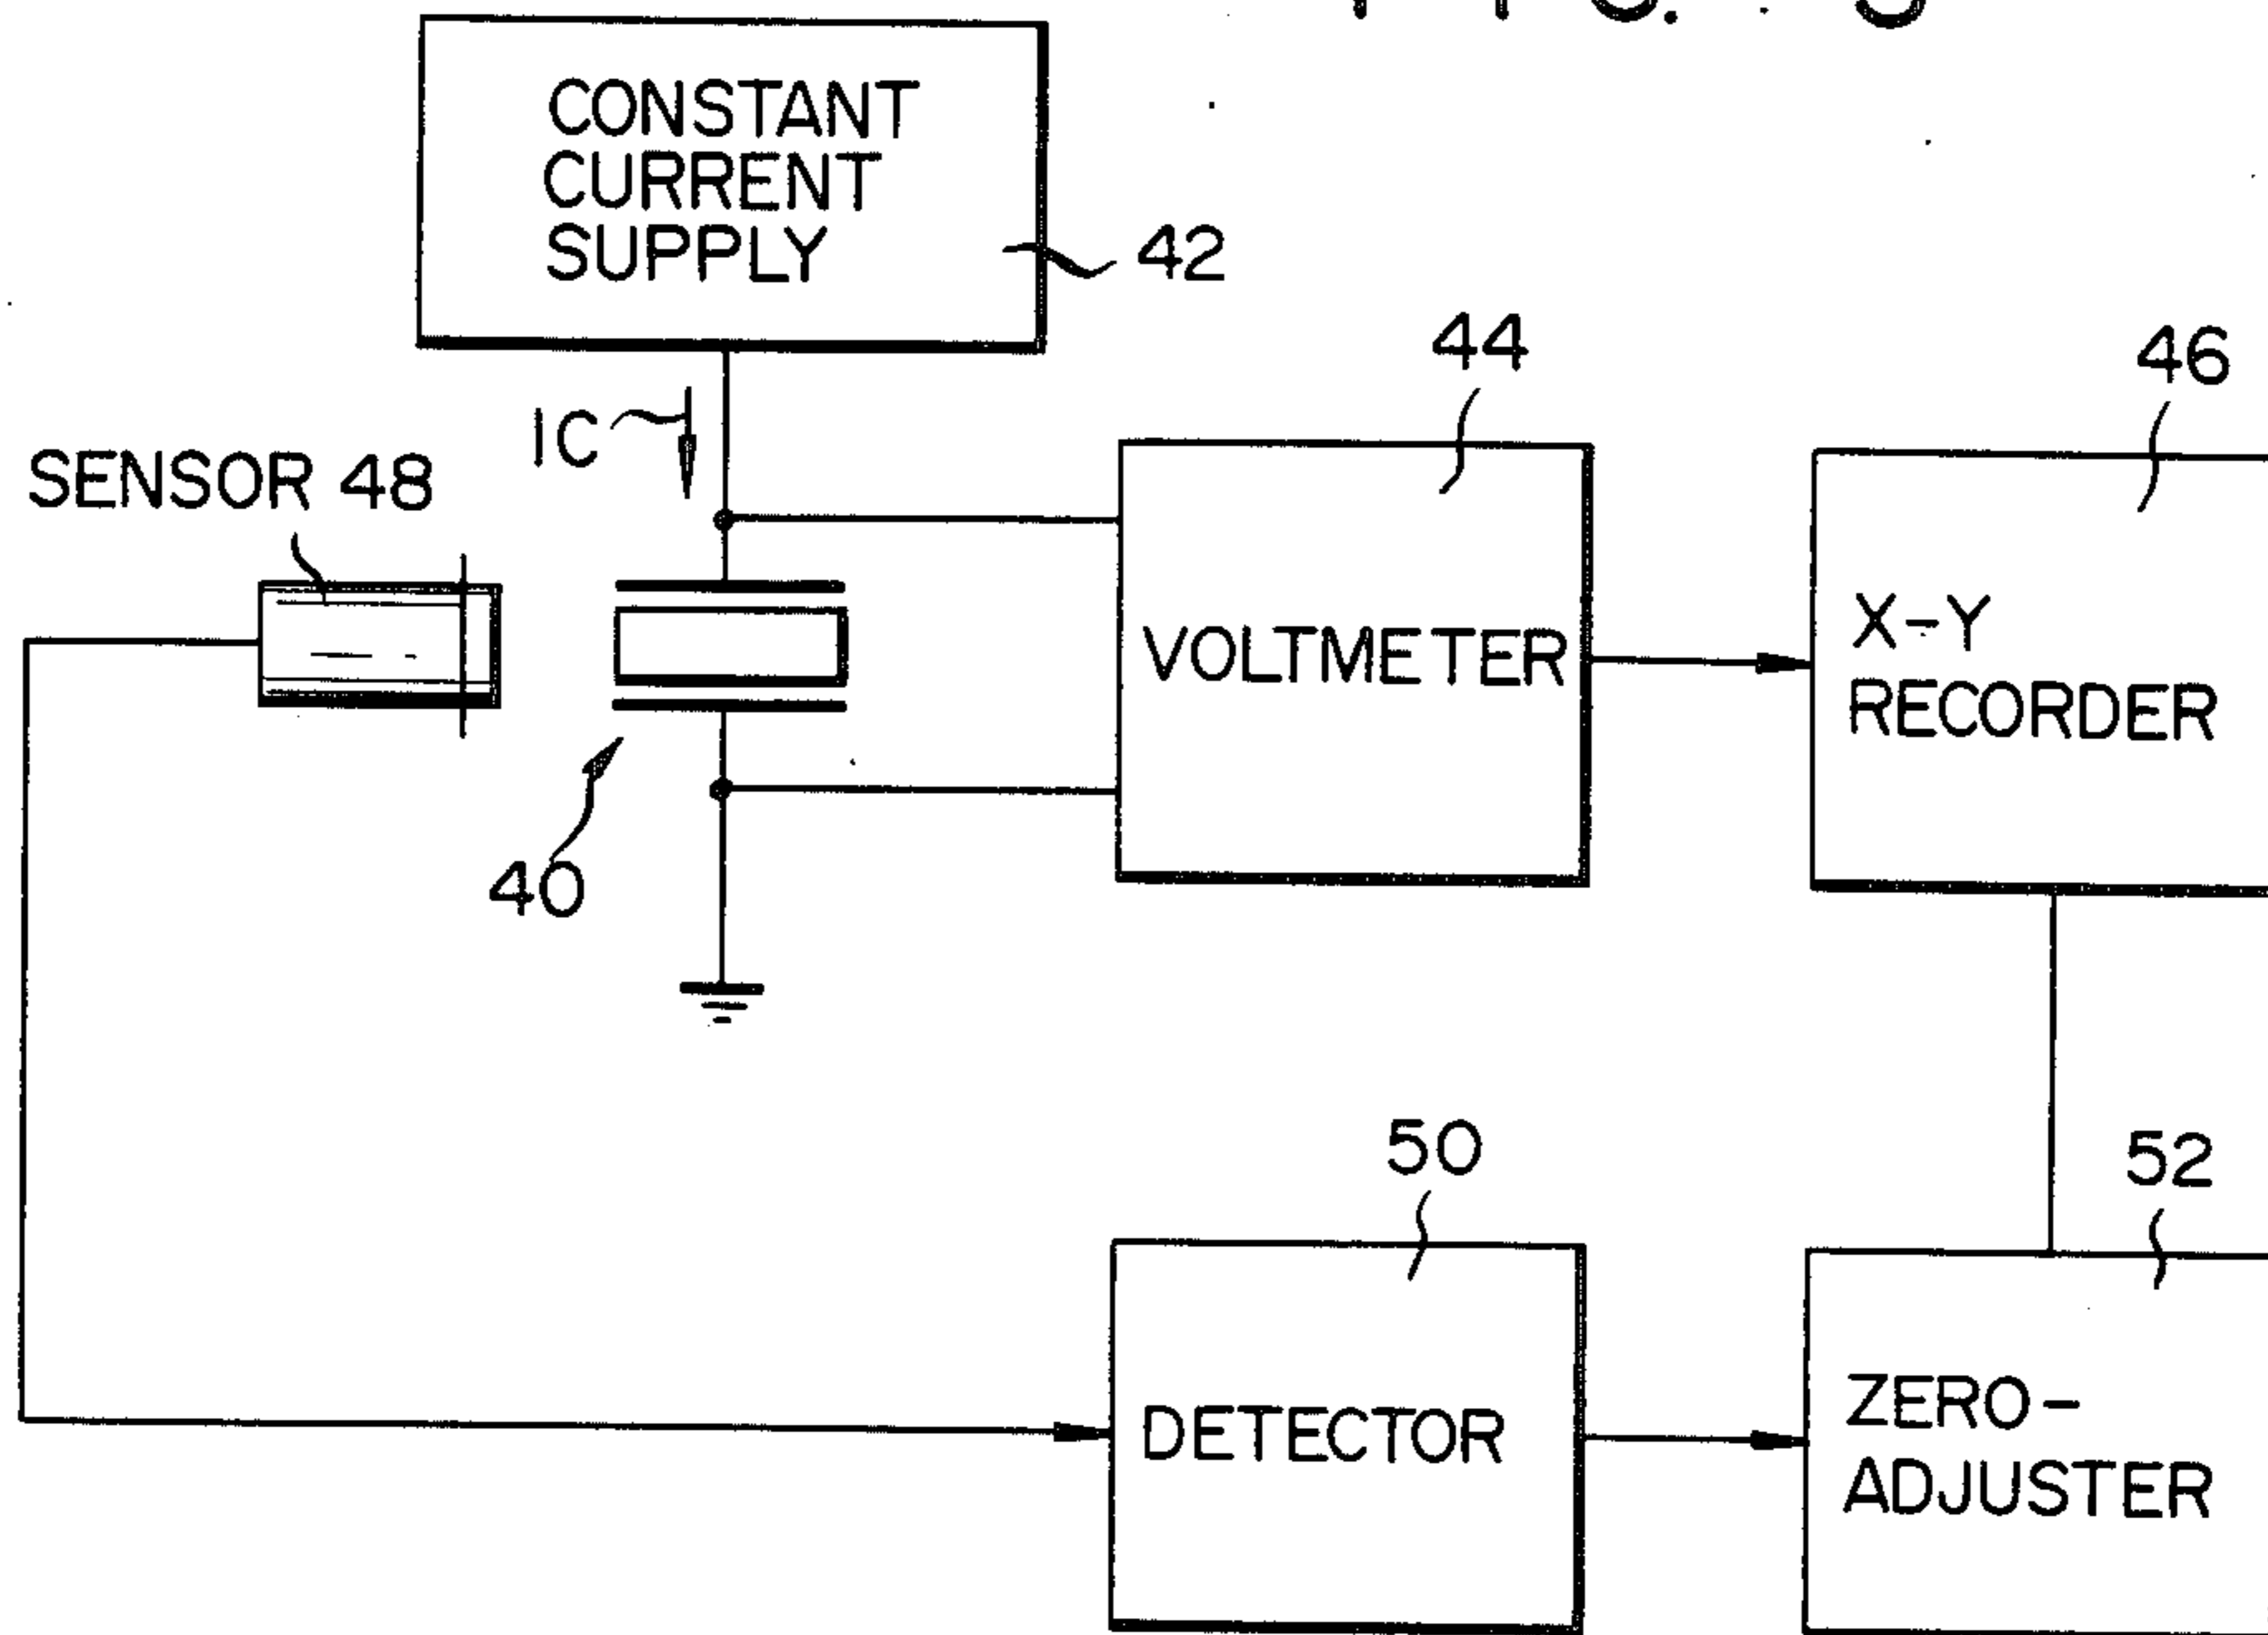 CONSTANT
CURRENT
SUPPLY
42
44
46
IC
SENSOR 48
VOLTMETER
X-Y
RECORDER
40
50
52
DETECTOR
ZERO-
ADJUSTER